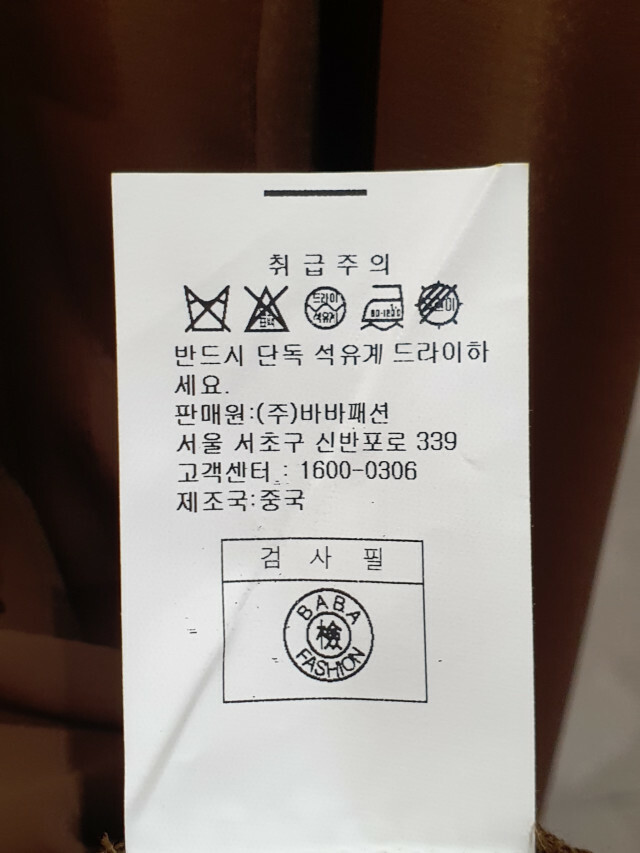 취급주의
드라이
석유계
80-120℃
반드시 단독 석유계 드라이하
세요.
판매원:(주)바바패션
서울 서초구 신반포로 339
고객센터 : 1600-0306
제조국:중국
검 사 필
BABA
檢
FASHION